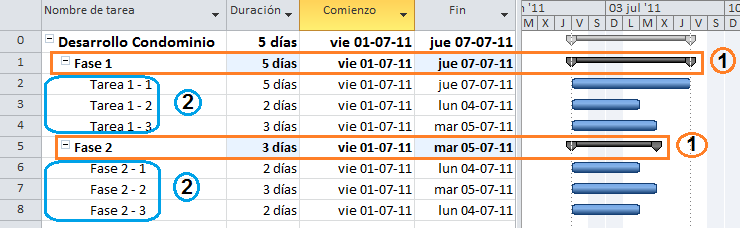 Nombre de tarea Duración Comienzo Fin 'n '11 03 jul '11 10
M X J V S D L M X J V S D
0 Desarrollo Condominio 5 días vie 01-07-11 jue 07-07-11
1 Fase 1 5 días vie 01-07-11 jue 07-07-11 1
2 Tarea 1 - 1 5 días vie 01-07-11 jue 07-07-11
3 Tarea 1 - 2 2 días vie 01-07-11 lun 04-07-11 2
4 Tarea 1 - 3 3 días vie 01-07-11 mar 05-07-11
5 Fase 2 3 días vie 01-07-11 mar 05-07-11 1
6 Fase 2 - 1 2 días vie 01-07-11 lun 04-07-11
7 Fase 2 - 2 3 días vie 01-07-11 mar 05-07-11 2
8 Fase 2 - 3 2 días vie 01-07-11 lun 04-07-11